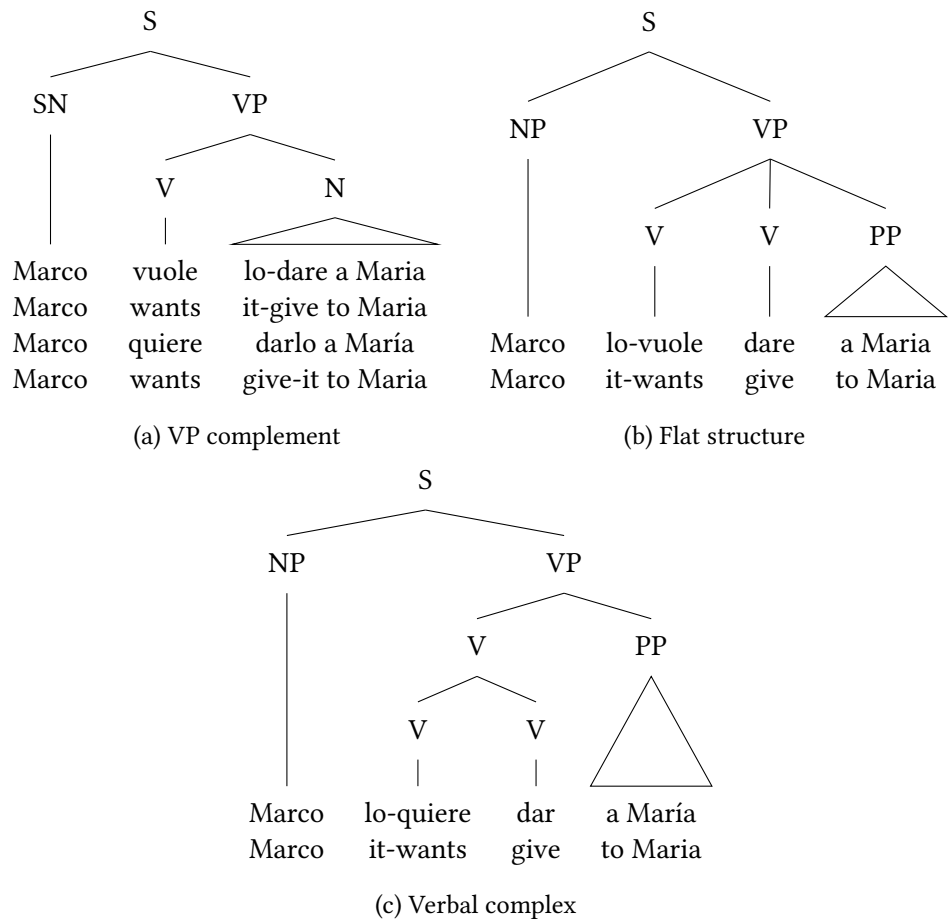 S
SN VP
V N
Marco vuole lo-dare a Maria
Marco wants it-give to Maria
Marco quiere darlo a María
Marco wants give-it to Maria
(a) VP complement
S
NP VP
V V PP
Marco lo-vuole dare a Maria
Marco it-wants give to Maria
(b) Flat structure
S
NP VP
V PP
V V
Marco lo-quiere dar a María
Marco it-wants give to Maria
(c) Verbal complex